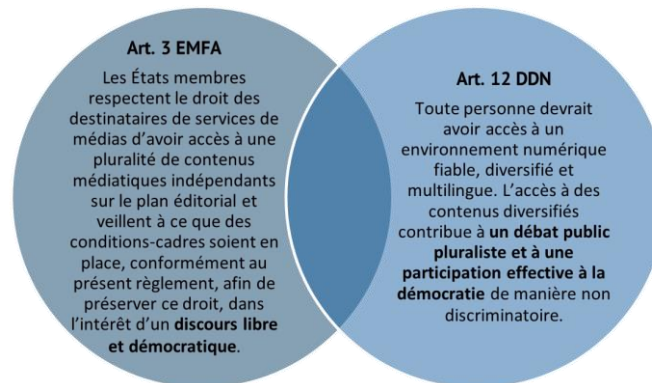 Art. 3 EMFA
Les États membres
respectent le droit des
destinataires de services de
médias d’avoir accès à une
pluralité de contenus
médiatiques indépendants
sur le plan éditorial et
veillent à ce que des
conditions-cadres soient en
place, conformément au
présent règlement, afin de
préserver ce droit, dans
l’intérêt d’un discours libre
et démocratique.
Art. 12 DDN
Toute personne devrait
avoir accès à un
environnement numérique
fiable, diversifié et
multilingue. L’accès à des
contenus diversifiés
contribue à un débat public
pluraliste et à une
participation effective à la
démocratie de manière non
discriminatoire.